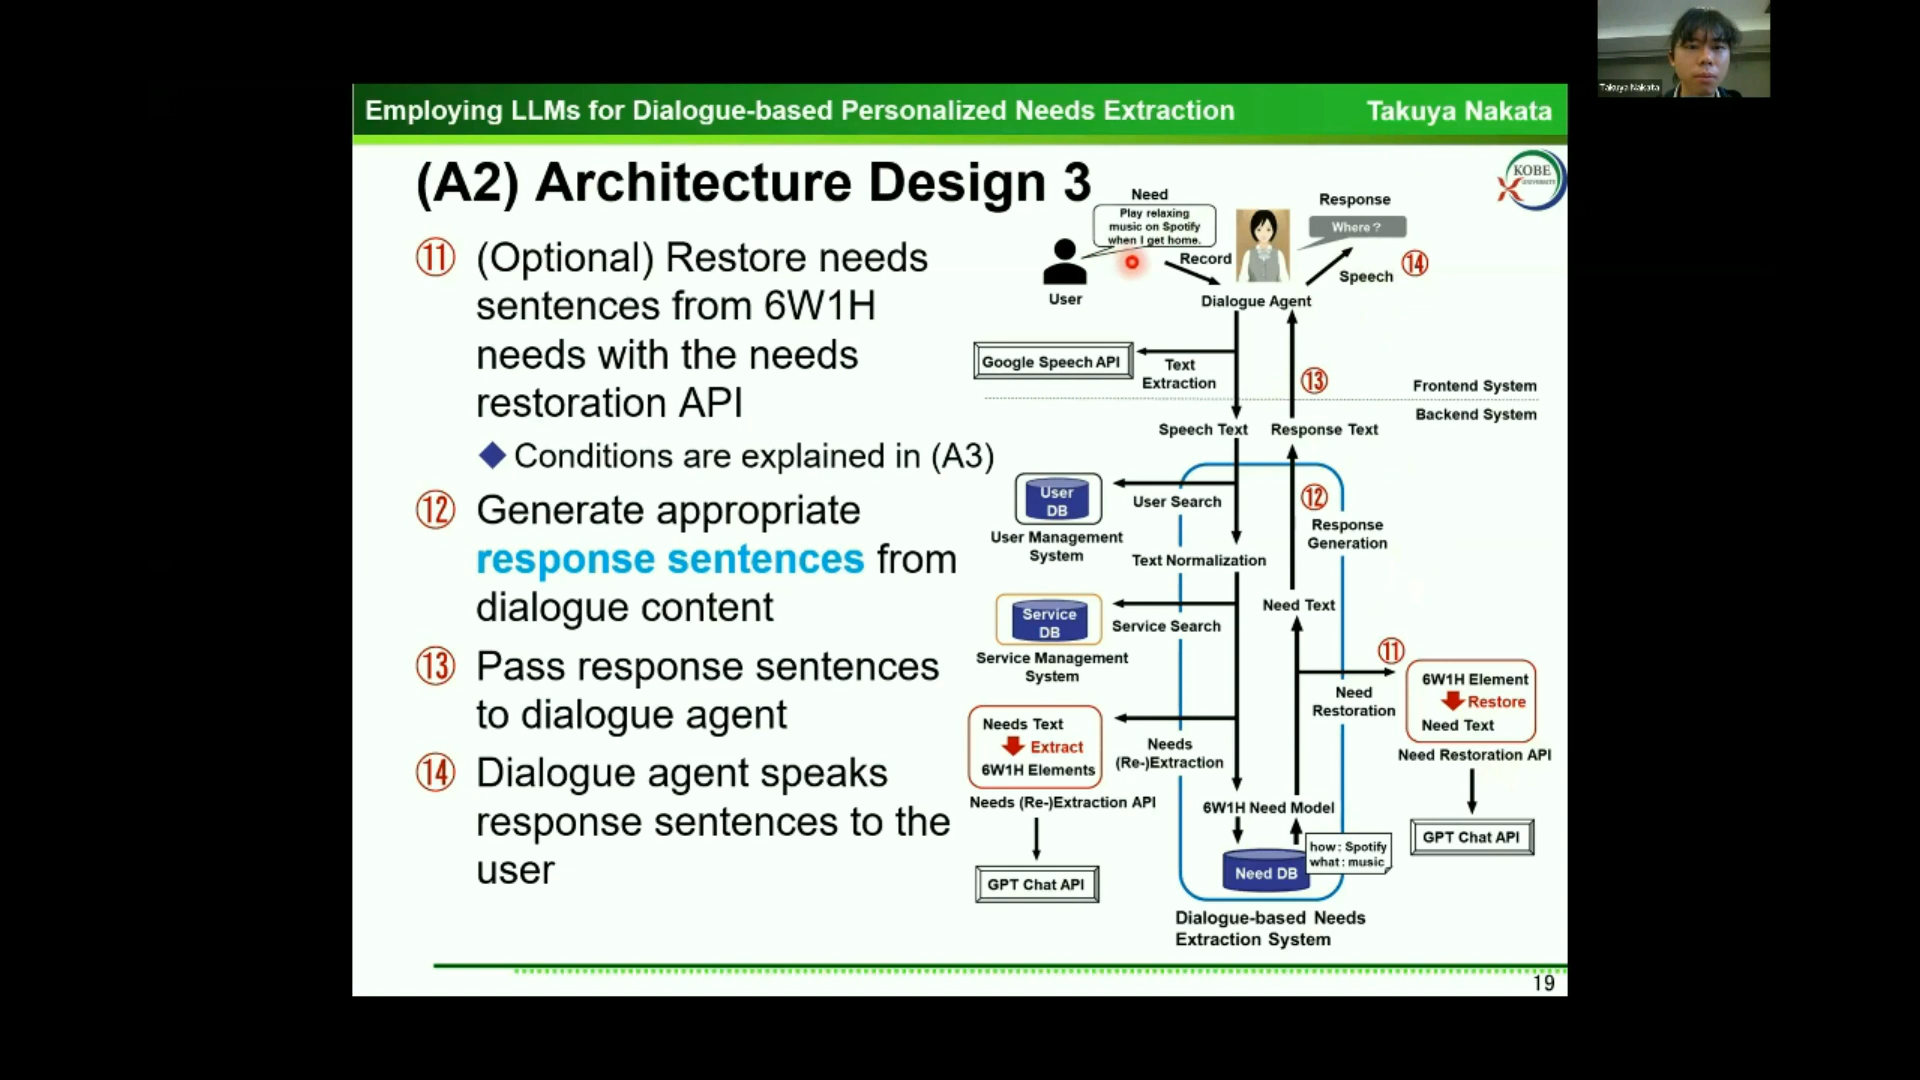 Takuya Nakata
Employing LLMs for Dialogue-based Personalized Needs Extraction
Takuya Nakata
(A2) Architecture Design 3
KOBE
UNIVERSITY
⑪ (Optional) Restore needs
sentences from 6W1H
needs with the needs
restoration API
◆ Conditions are explained in (A3)
⑫ Generate appropriate
response sentences from
dialogue content
⑬ Pass response sentences
to dialogue agent
⑭ Dialogue agent speaks
response sentences to the
user
Need
Play relaxing
music on Spotify
when I get home.
User
Record
Dialogue Agent
Response
Where ?
Speech
⑭
Google Speech API
Text
Extraction
⑬
Frontend System
Backend System
Speech Text
Response Text
User
DB
User Management
System
User Search
⑫
Response
Generation
Text Normalization
Service
DB
Service Management
System
Service Search
Need Text
⑪
Need
Restoration
6W1H Element
Restore
Need Text
Need Restoration API
GPT Chat API
Needs Text
Extract
6W1H Elements
Needs (Re-)Extraction API
GPT Chat API
Needs
(Re-)Extraction
6W1H Need Model
Need DB
how : Spotify
what : music
Dialogue-based Needs
Extraction System
19